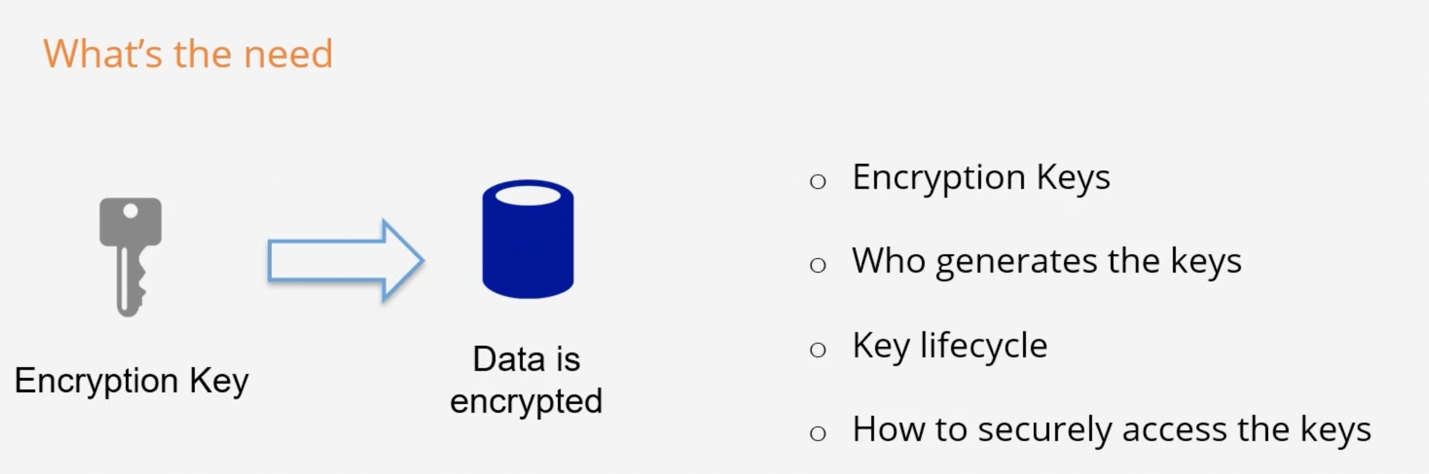 What’s the need
Encryption Key
Data is
encrypted
o Encryption Keys
o Who generates the keys
o Key lifecycle
o How to securely access the keys